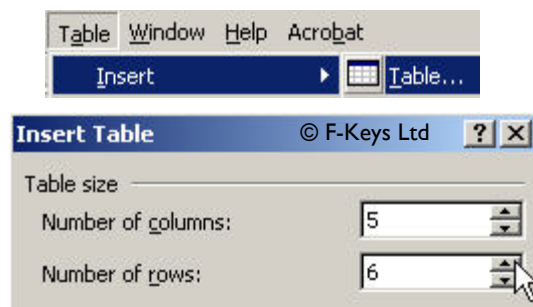 Table Window Help Acrobat
Insert Table...
Insert Table © F-Keys Ltd ? ×
Table size
Number of columns: 5
Number of rows: 6